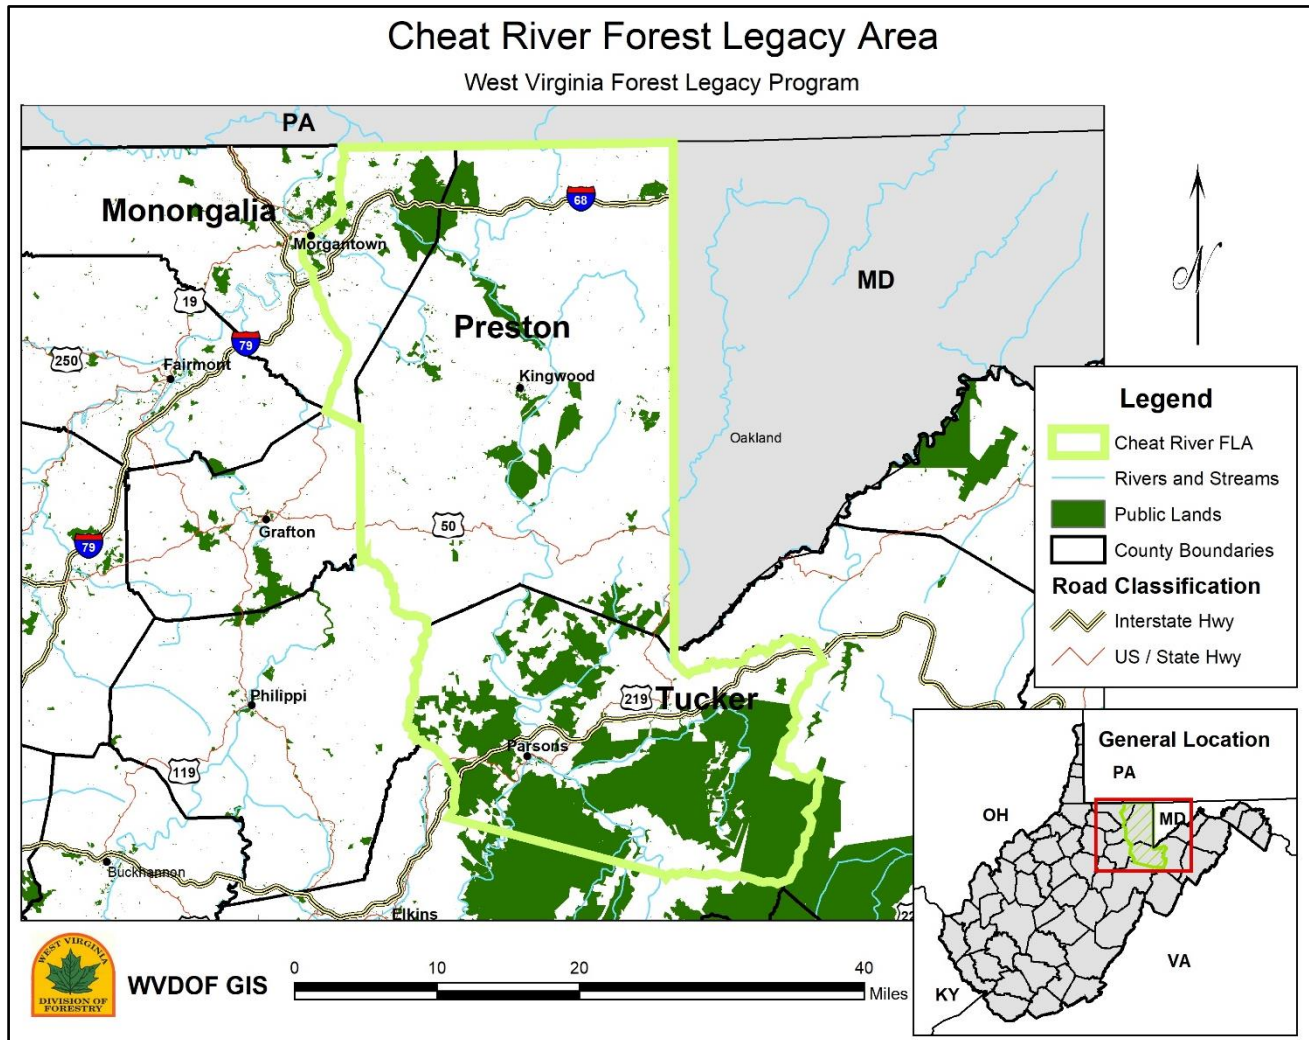 Cheat River Forest Legacy Area
West Virginia Forest Legacy Program
PA
Monongalia
68
Morgantown
MD
19
Preston
79
250
Fairmont
Kingwood
Oakland
50
Grafton
79
Philippi
219
Tucker
Parsons
119
Buckhannon
Elkins
22
N
Legend
Cheat River FLA
Rivers and Streams
Public Lands
County Boundaries
Road Classification
Interstate Hwy
US / State Hwy
General Location
PA
OH
MD
VA
KY
WEST VIRGINIA
DIVISION OF
FORESTRY
WVDOF GIS
0 10 20 40
Miles